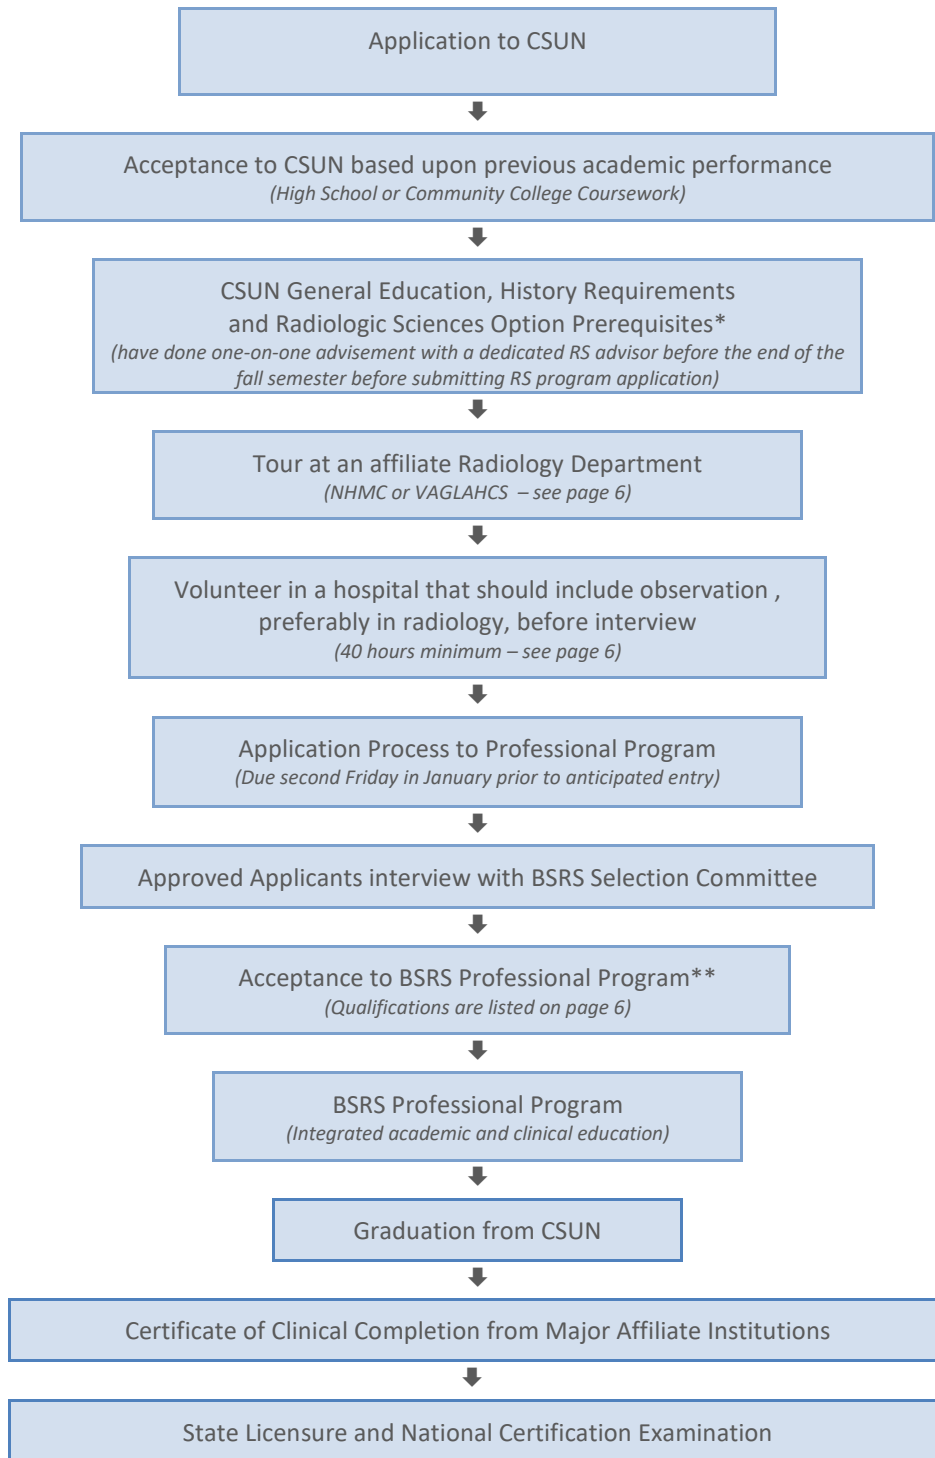 Application to CSUN
Acceptance to CSUN based upon previous academic performance
(High School or Community College Coursework)
CSUN General Education, History Requirements
and Radiologic Sciences Option Prerequisites*
(have done one-on-one advisement with a dedicated RS advisor before the end of the
fall semester before submitting RS program application)
Tour at an affiliate Radiology Department
(NHMC or VAGLAHCS – see page 6)
Volunteer in a hospital that should include observation ,
preferably in radiology, before interview
(40 hours minimum – see page 6)
Application Process to Professional Program
(Due second Friday in January prior to anticipated entry)
Approved Applicants interview with BSRS Selection Committee
Acceptance to BSRS Professional Program**
(Qualifications are listed on page 6)
BSRS Professional Program
(Integrated academic and clinical education)
Graduation from CSUN
Certificate of Clinical Completion from Major Affiliate Institutions
State Licensure and National Certification Examination